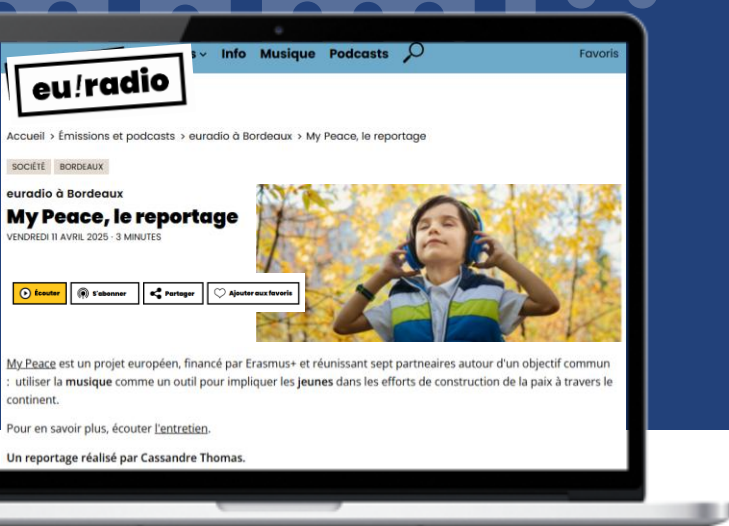 Info Musique Podcasts Favoris
eu!radio
Accueil > Émissions et podcasts > euradio à Bordeaux > My Peace, le reportage
SOCIÉTÉ BORDEAUX
euradio à Bordeaux
My Peace, le reportage
VENDREDI 11 AVRIL 2025 · 3 MINUTES
Écouter S'abonner Partager Ajouter aux favoris
My Peace est un projet européen, financé par Erasmus+ et réunissant sept partneaires autour d'un objectif commun
: utiliser la musique comme un outil pour impliquer les jeunes dans les efforts de construction de la paix à travers le
continent.
Pour en savoir plus, écouter l'entretien.
Un reportage réalisé par Cassandre Thomas.